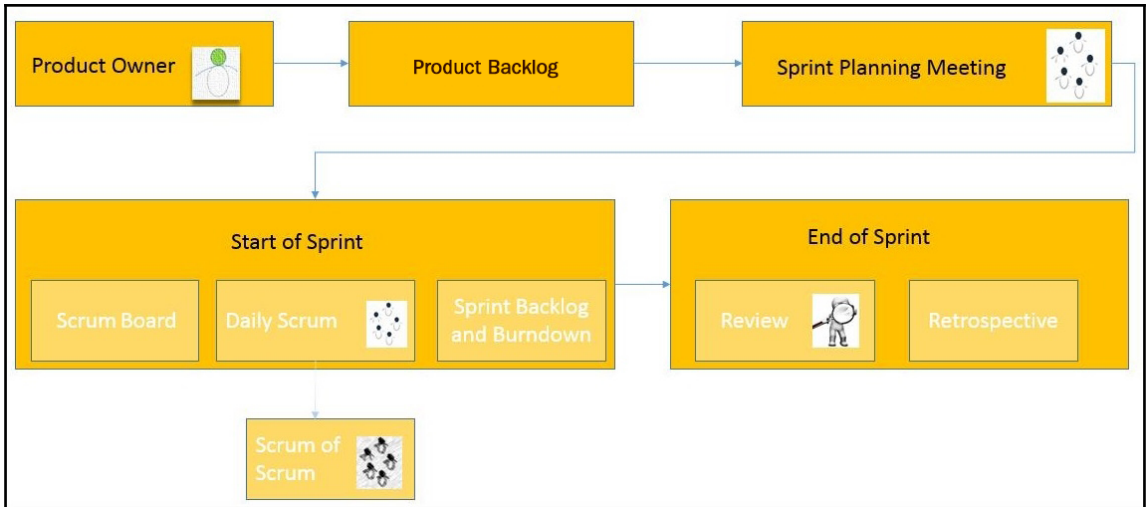 Product Owner
Product Backlog
Sprint Planning Meeting
Start of Sprint
End of Sprint
Scrum Board
Daily Scrum
Sprint Backlog
and Burndown
Review
Retrospective
Scrum of
Scrum